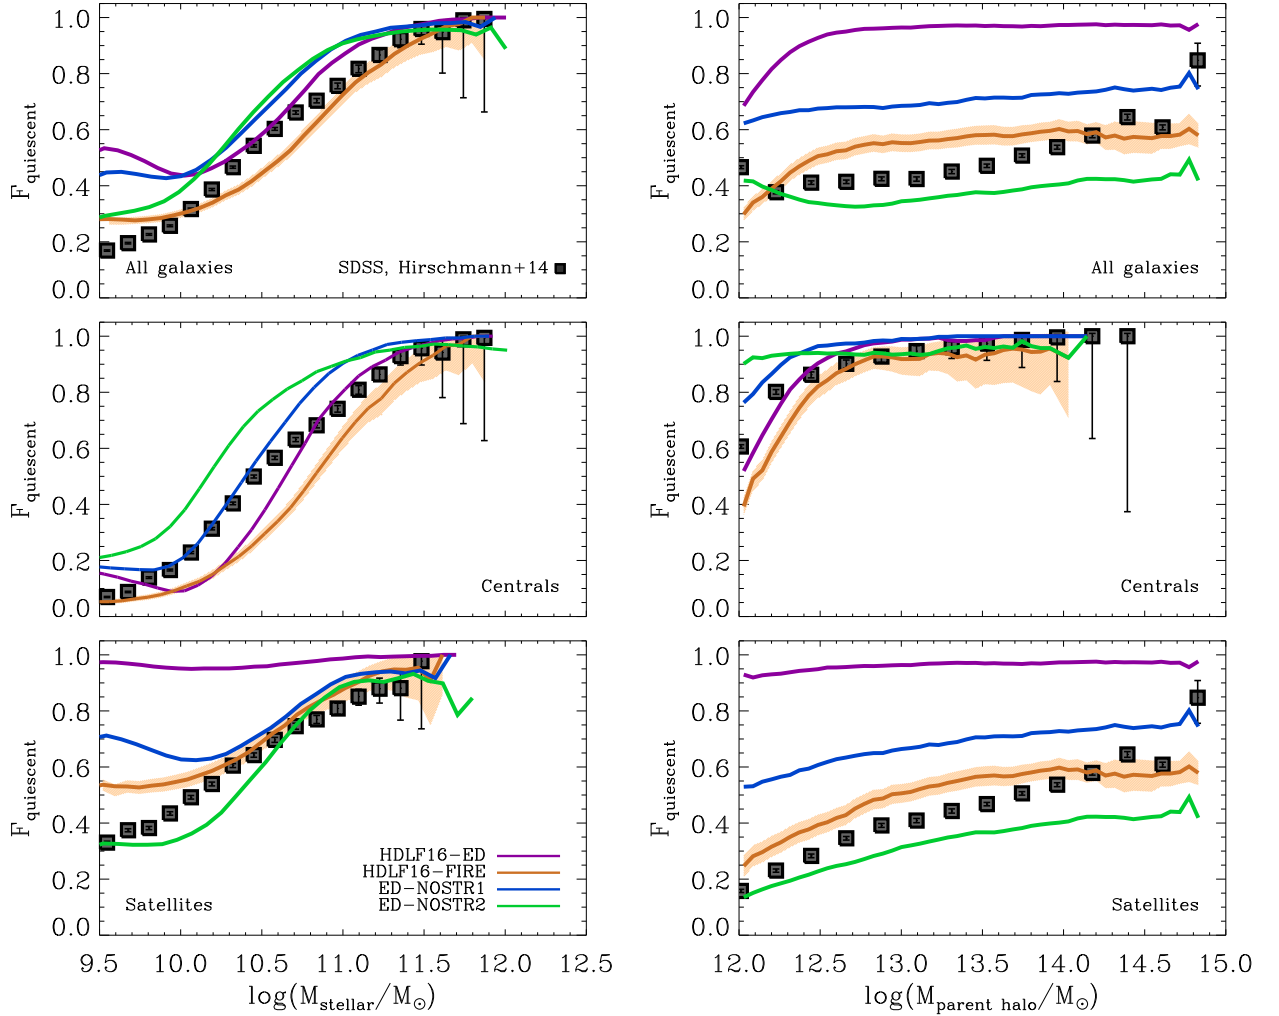 1.0
0.8
0.6
0.4
0.2
0.0
F_quiescent
All galaxies
SDSS, Hirschmann+14
1.0
0.8
0.6
0.4
0.2
0.0
F_quiescent
All galaxies
1.0
0.8
0.6
0.4
0.2
0.0
F_quiescent
Centrals
1.0
0.8
0.6
0.4
0.2
0.0
F_quiescent
Centrals
1.0
0.8
0.6
0.4
0.2
0.0
F_quiescent
HDLF16-ED
HDLF16-FIRE
ED-NOSTR1
ED-NOSTR2
Satellites
9.5 10.0 10.5 11.0 11.5 12.0 12.5
log(M_stellar/M_⊙)
1.0
0.8
0.6
0.4
0.2
0.0
F_quiescent
Satellites
12.0 12.5 13.0 13.5 14.0 14.5 15.0
log(M_parent halo/M_⊙)